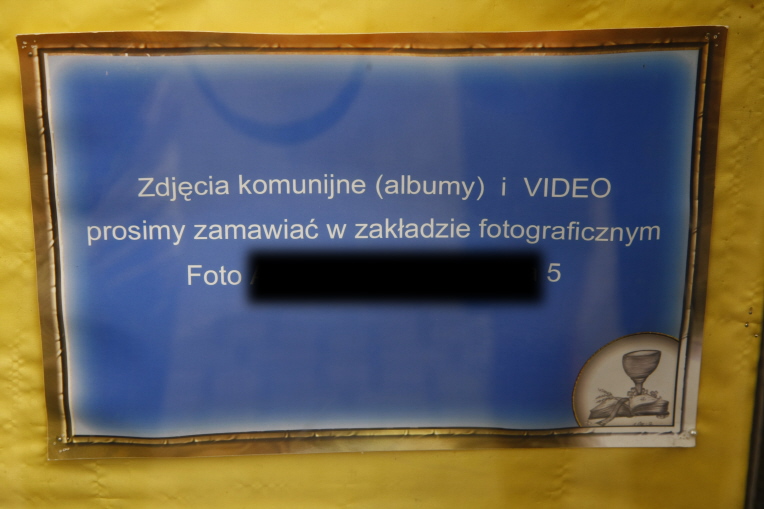 Zdjęcia komunijne (albumy) i VIDEO
prosimy zamawiać w zakładzie fotograficznym
Foto 5